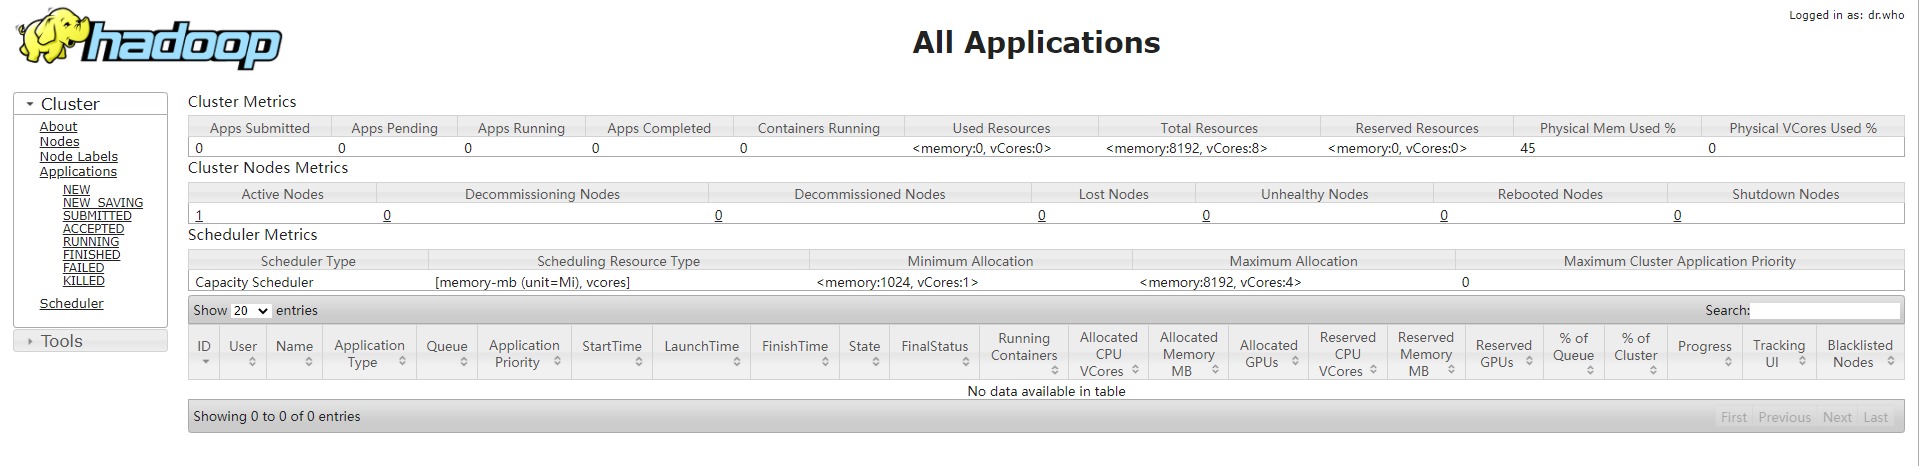 hadoop
Logged in as: dr.who
All Applications
Cluster
About
Nodes
Node Labels
Applications
NEW
NEW_SAVING
SUBMITTED
ACCEPTED
RUNNING
FINISHED
FAILED
KILLED
Scheduler
Tools
Cluster Metrics
Apps Submitted Apps Pending Apps Running Apps Completed Containers Running Used Resources Total Resources Reserved Resources Physical Mem Used % Physical VCores Used %
0 0 0 0 0 <memory:0, vCores:0> <memory:8192, vCores:8> <memory:0, vCores:0> 45 0
Cluster Nodes Metrics
Active Nodes Decommissioning Nodes Decommissioned Nodes Lost Nodes Unhealthy Nodes Rebooted Nodes Shutdown Nodes
1 0 0 0 0 0 0
Scheduler Metrics
Scheduler Type Scheduling Resource Type Minimum Allocation Maximum Allocation Maximum Cluster Application Priority
Capacity Scheduler [memory-mb (unit=Mi), vcores] <memory:1024, vCores:1> <memory:8192, vCores:4> 0
Show 20 entries Search:
ID User Name Application Type Queue Application Priority StartTime LaunchTime FinishTime State FinalStatus Running Containers Allocated CPU VCores Allocated Memory MB Allocated GPUs Reserved CPU VCores Reserved Memory MB Reserved GPUs % of Queue % of Cluster Progress Tracking UI Blacklisted Nodes
No data available in table
Showing 0 to 0 of 0 entries First Previous Next Last